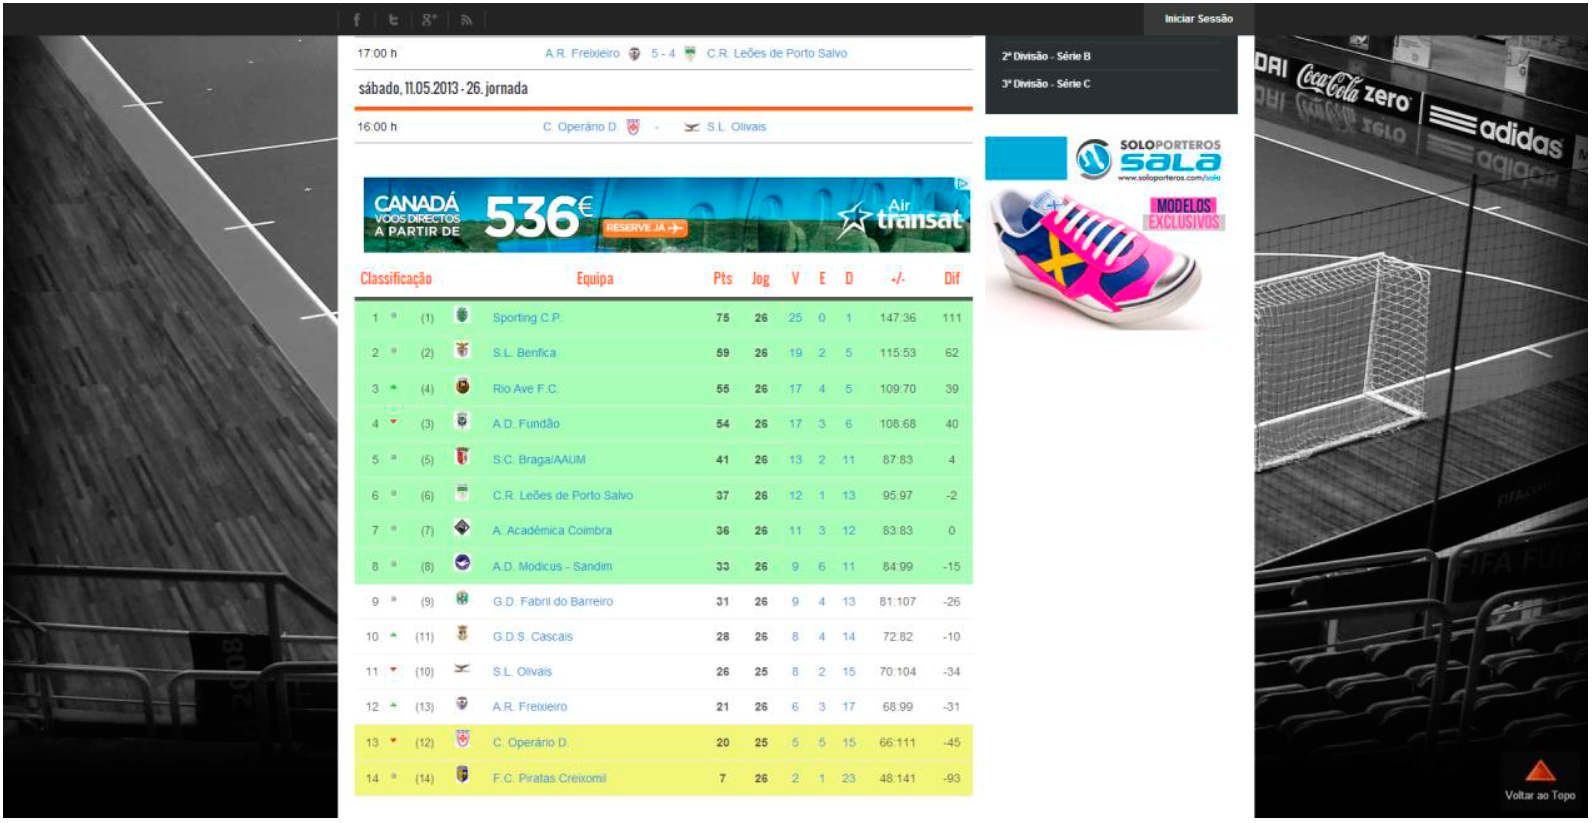 Iniciar Sessão
17:00 h A.R. Freixieiro 5 - 4 C.R. Leões de Porto Salvo
sábado, 11.05.2013 - 26. jornada
16:00 h C. Operário D. - S.L. Olivais
2ª Divisão - Série B
3ª Divisão - Série C
CANADÁ
VOOS DIRECTOS
A PARTIR DE
536€
RESERVE JÁ
Air
transat
SOLOPORTEROS
SALA
www.soloporteros.com/sala
MODELOS
EXCLUSIVOS
Classificação Equipa Pts Jog V E D +/- Dif
1 (1) Sporting C.P. 75 26 25 0 1 147:36 111
2 (2) S.L. Benfica 59 26 19 2 5 115:53 62
3 (4) Rio Ave F.C. 55 26 17 4 5 109:70 39
4 (3) A.D. Fundão 54 26 17 3 6 108:68 40
5 (5) S.C. Braga/AAUM 41 26 13 2 11 87:83 4
6 (6) C.R. Leões de Porto Salvo 37 26 12 1 13 95:97 -2
7 (7) A. Académica Coimbra 36 26 11 3 12 83:83 0
8 (8) A.D. Modicus - Sandim 33 26 9 6 11 84:99 -15
9 (9) G.D. Fabril do Barreiro 31 26 9 4 13 81:107 -26
10 (11) G.D.S. Cascais 28 26 8 4 14 72:82 -10
11 (10) S.L. Olivais 26 25 8 2 15 70:104 -34
12 (13) A.R. Freixieiro 21 26 6 3 17 68:99 -31
13 (12) C. Operário D. 20 25 5 5 15 66:111 -45
14 (14) F.C. Piratas Creixomil 7 26 2 1 23 48:141 -93
Coca-Cola zero
adidas
FIFA FU
Voltar ao Topo